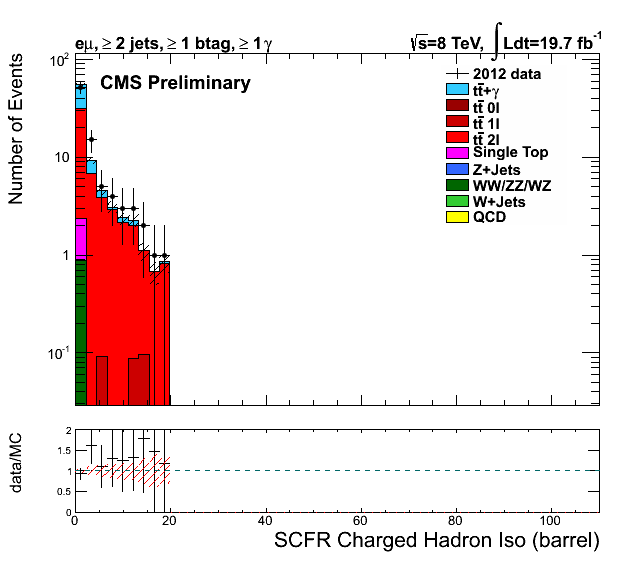 eμ, ≥ 2 jets, ≥ 1 btag, ≥ 1 γ
√s=8 TeV, ∫Ldt=19.7 fb⁻¹
CMS Preliminary
Number of Events
10²
10
1
10⁻¹
2012 data
tt̄+γ
tt̄ 0l
tt̄ 1l
tt̄ 2l
Single Top
Z+Jets
WW/ZZ/WZ
W+Jets
QCD
data/MC
2
1.5
1
0.5
0
0 20 40 60 80 100
SCFR Charged Hadron Iso (barrel)